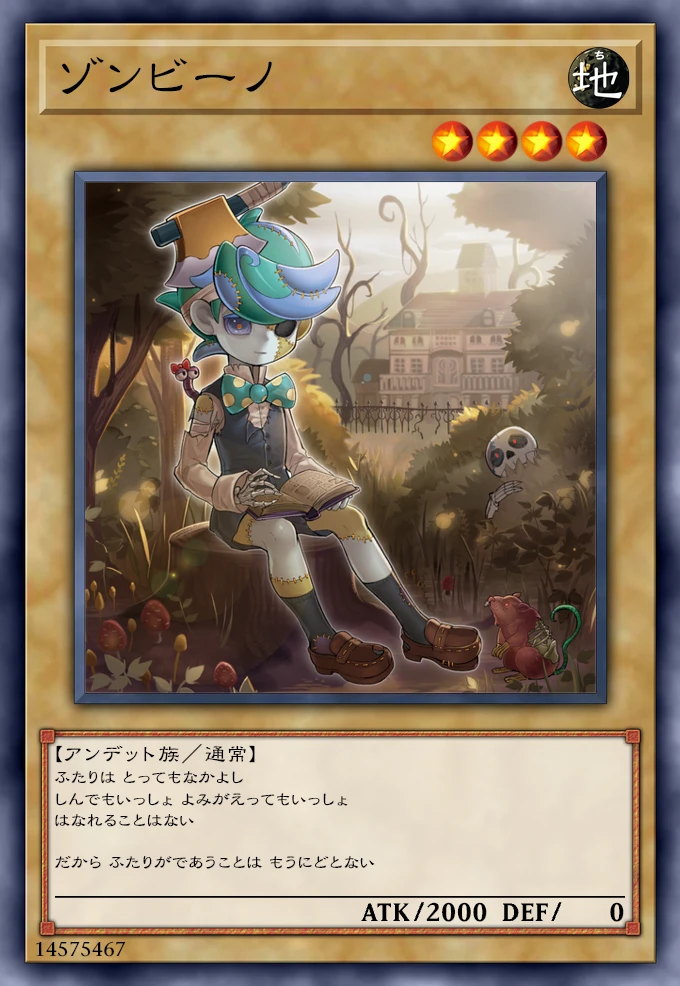 ゾンビーノ
ち
地
【アンデット族／通常】
ふたりは とってもなかよし
しんでもいっしょ よみがえってもいっしょ
はなれることはない
だから ふたりがであうことは もうにどとない
ATK/2000 DEF/ 0
14575467